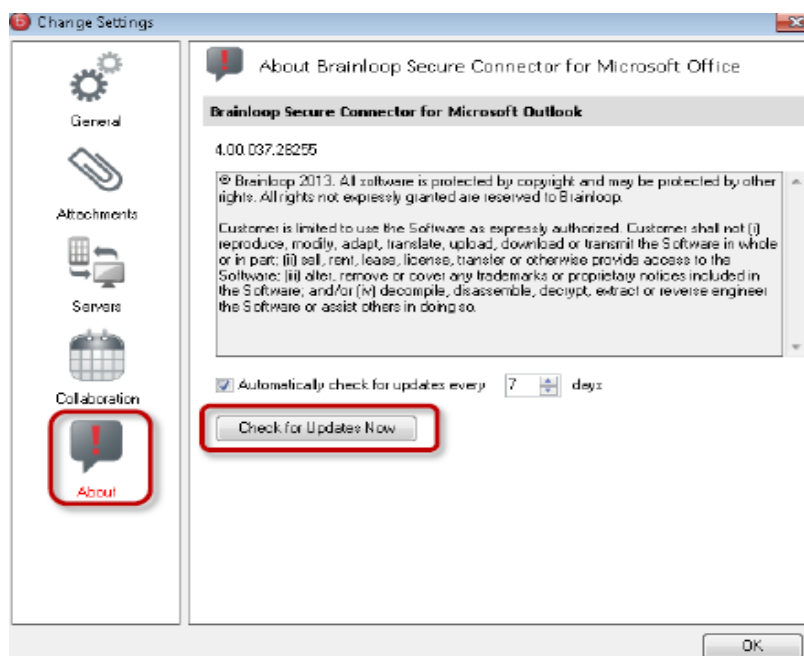 Change Settings
General
Attachments
Servers
Collaboration
About
About Brainloop Secure Connector for Microsoft Office
Brainloop Secure Connector for Microsoft Outlook
4.00.037.28255
© Brainloop 2013. All software is protected by copyright and may be protected by other
rights. All rights not expressly granted are reserved to Brainloop.
Customer is limited to use the Software as expressly authorized. Customer shall not (i)
reproduce, modify, adapt, translate, upload, download or transmit the Software in whole
or in part; (ii) sell, rent, lease, license, transfer or otherwise provide access to the
Software; (iii) alter, remove or cover any trademarks or proprietary notices included in
the Software; and/or (iv) decompile, disassemble, decrypt, extract or reverse engineer
the Software or assist others in doing so.
Automatically check for updates every 7 days
Check for Updates Now
OK